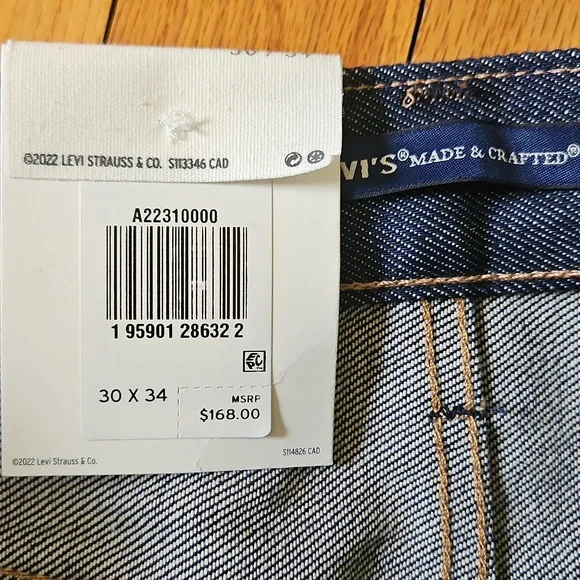 ©2022 LEVI STRAUSS & CO. S113346 CAD
VI'S® MADE & CRAFTED®
A22310000
1 95901 28632 2
30 X 34
MSRP
$168.00
©2022 Levi Strauss & Co.
S114826 CAD